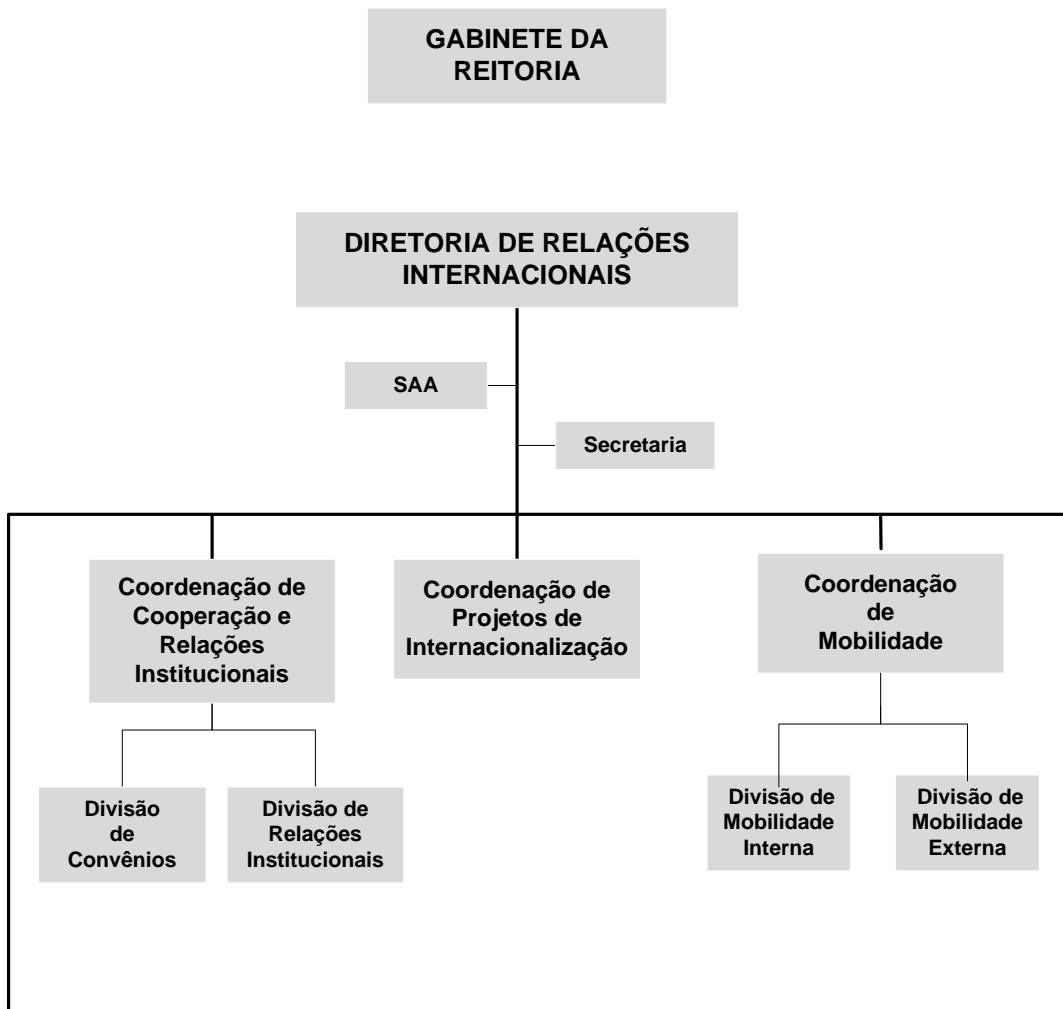 GABINETE DA
REITORIA
DIRETORIA DE RELAÇÕES
INTERNACIONAIS
SAA
Secretaria
Coordenação de
Cooperação e
Relações
Institucionais
Coordenação de
Projetos de
Internacionalização
Coordenação
de
Mobilidade
Divisão
de
Convênios
Divisão de
Relações
Institucionais
Divisão de
Mobilidade
Interna
Divisão de
Mobilidade
Externa